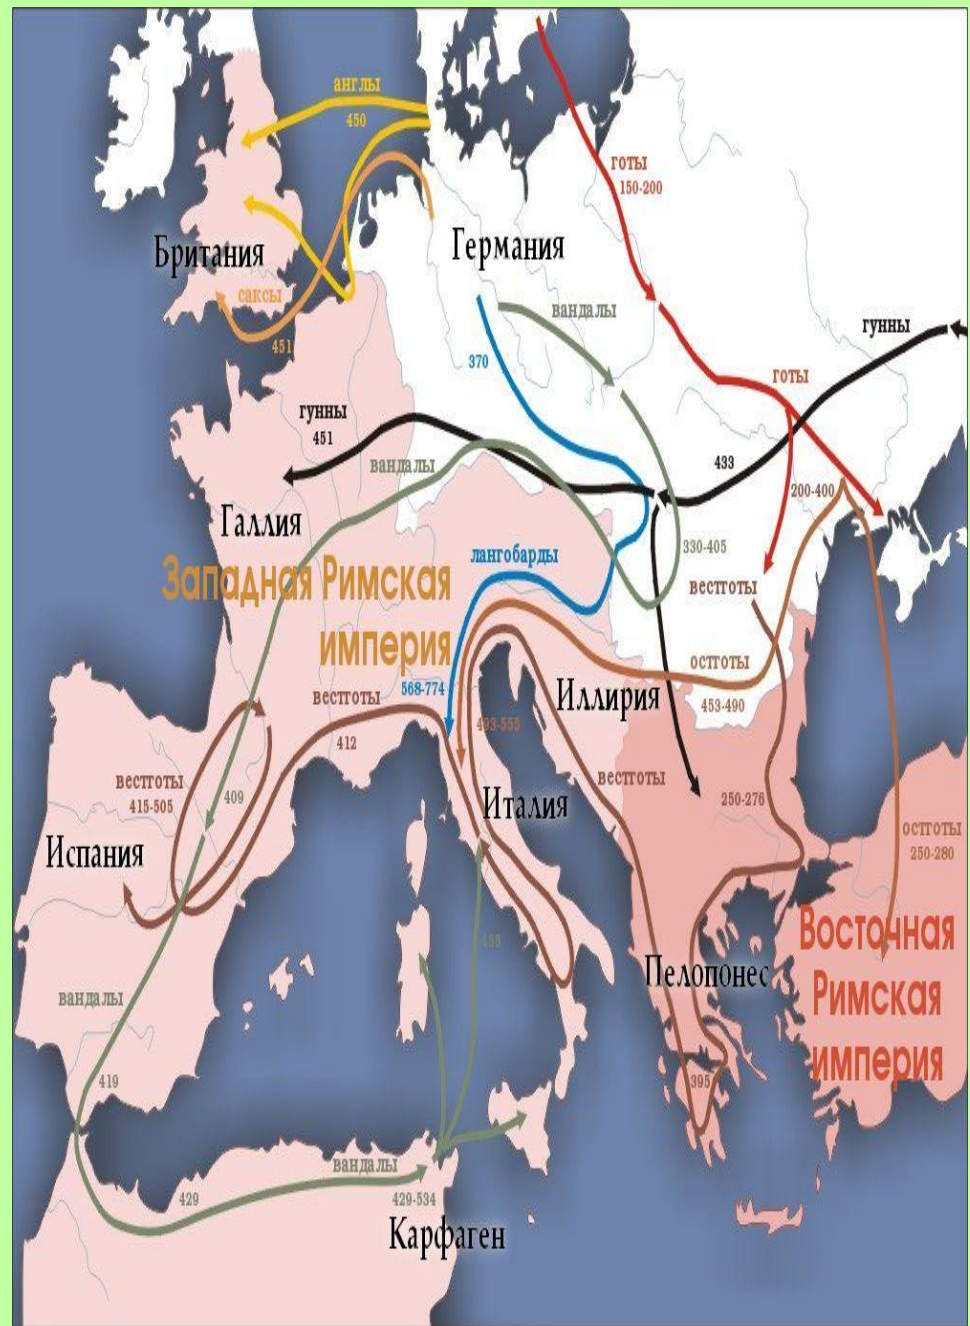 англы
450
готы
150-200
Британия
Германия
саксы
451
вандалы
370
гунны
готы
гунны
451
вандалы
433
200-400
Галлия
лангобарды
330-405
Западная Римская
империя
вестготы
остготы
453-490
568-774
вестготы
412
Иллирия
493-555
вестготы
415-505
409
вестготы
250-276
Италия
Испания
остготы
250-280
455
Восточная
Римская
империя
Пелопонес
вандалы
419
395
вандалы
429
429-534
Карфаген